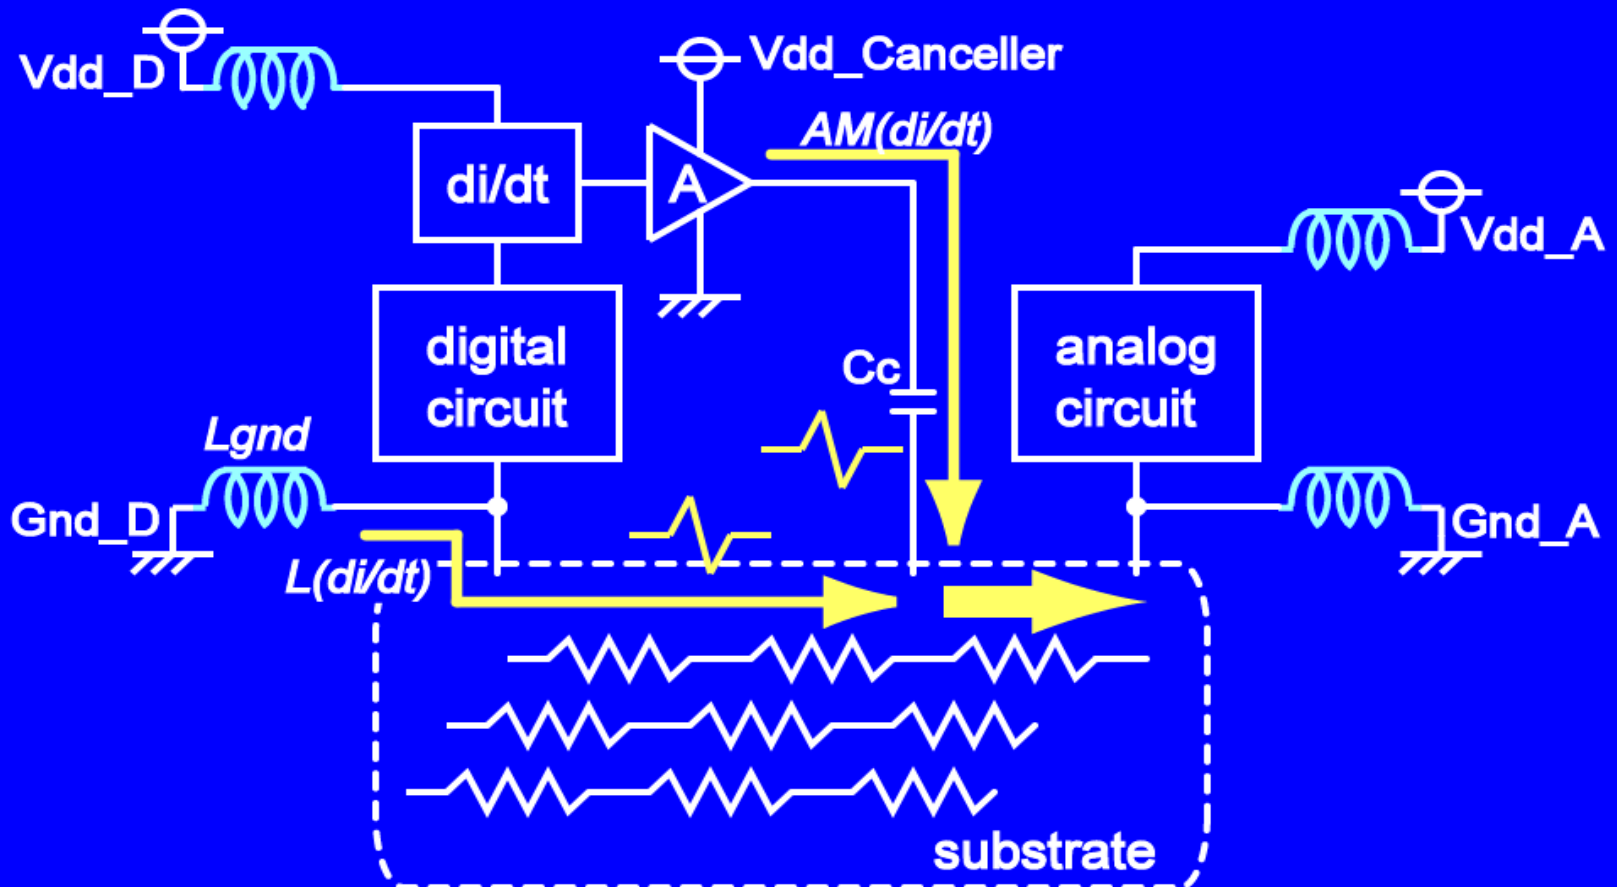 Vdd_D
Vdd_Canceller
AM(di/dt)
di/dt
A
Vdd_A
digital
circuit
Cc
analog
circuit
Lgnd
Gnd_D
Gnd_A
L(di/dt)
substrate